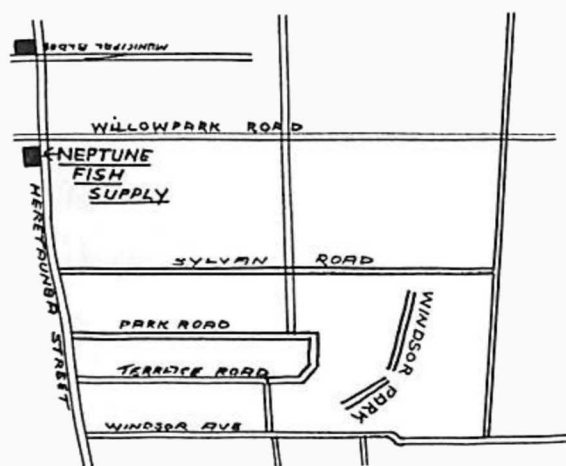 MUNICIPAL BLDGS
WILLOWPARK ROAD
←NEPTUNE
FISH
SUPPLY
HERETAUNGA STREET
SYLVAN ROAD
PARK ROAD
WINDSOR PARK
TERRACE ROAD
WINDSOR AVE